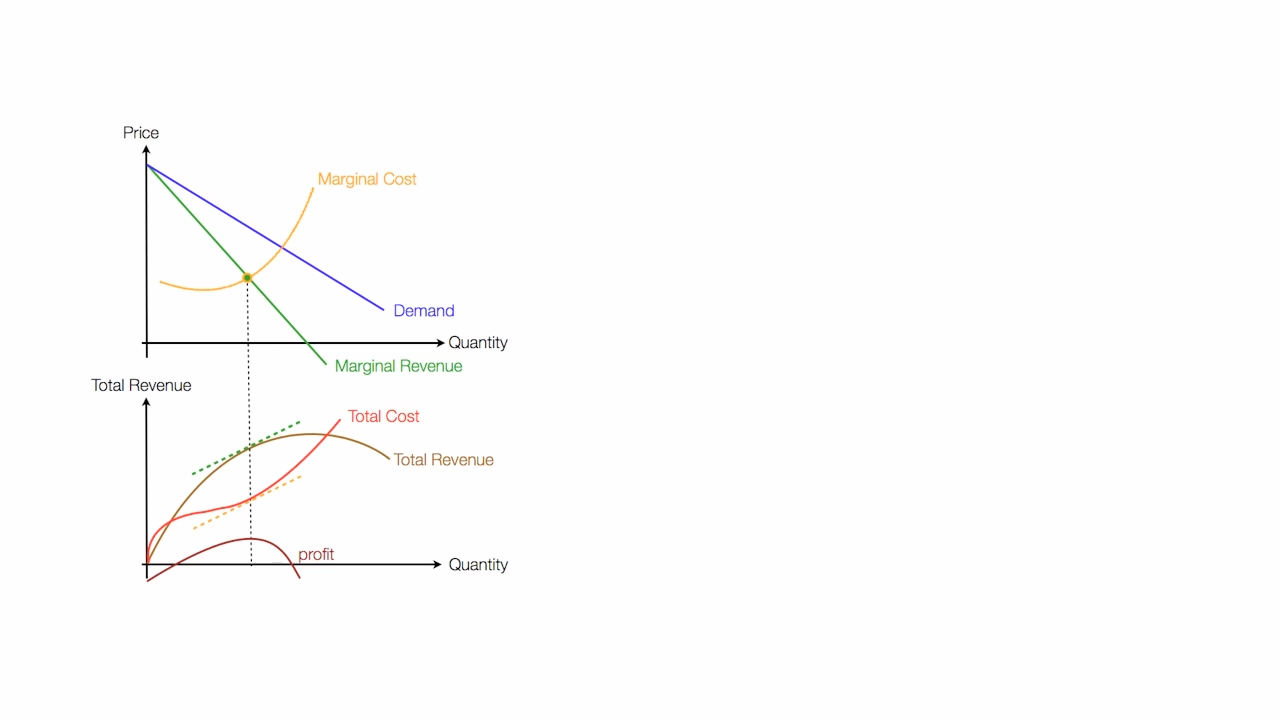 Price
Marginal Cost
Demand
Quantity
Marginal Revenue
Total Revenue
Total Cost
Total Revenue
profit
Quantity